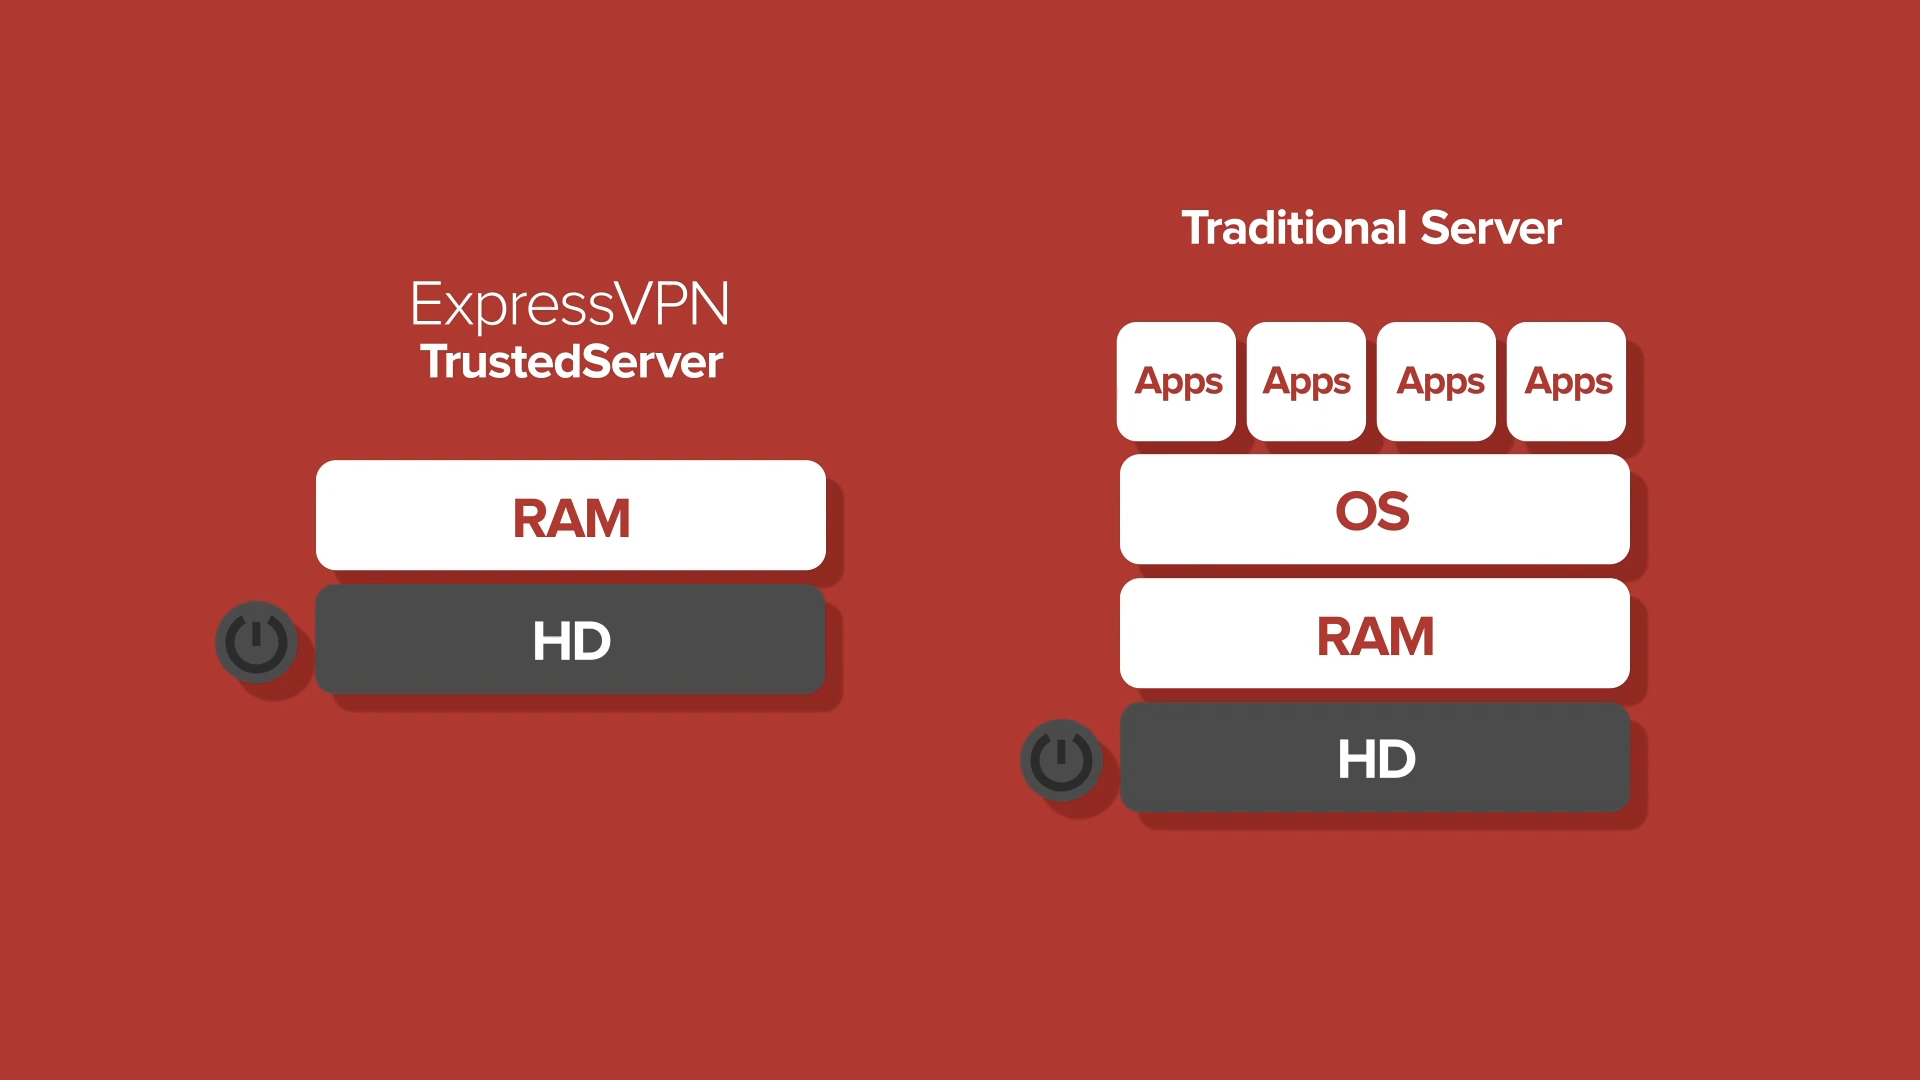 ExpressVPN
TrustedServer
RAM
HD
Traditional Server
Apps Apps Apps Apps
OS
RAM
HD